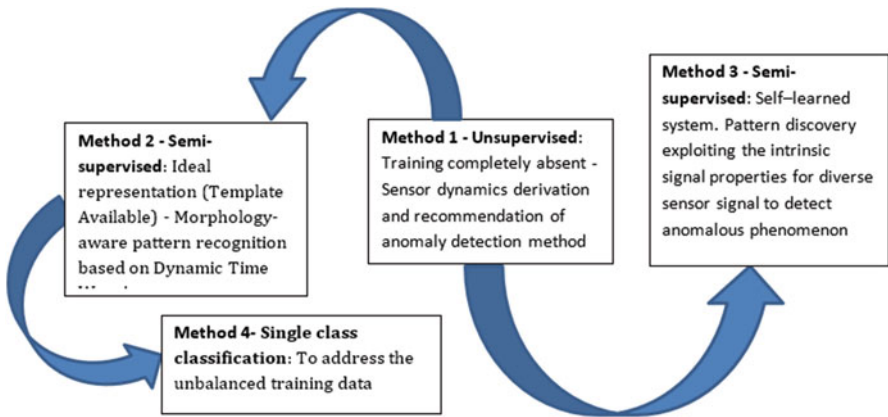 Method 1 - Unsupervised:
Training completely absent -
Sensor dynamics derivation
and recommendation of
anomaly detection method
Method 2 - Semi-
supervised: Ideal
representation (Template
Available) - Morphology-
aware pattern recognition
based on Dynamic Time
Method 3 - Semi-
supervised: Self–learned
system. Pattern discovery
exploiting the intrinsic
signal properties for diverse
sensor signal to detect
anomalous phenomenon
Method 4- Single class
classification: To address the
unbalanced training data